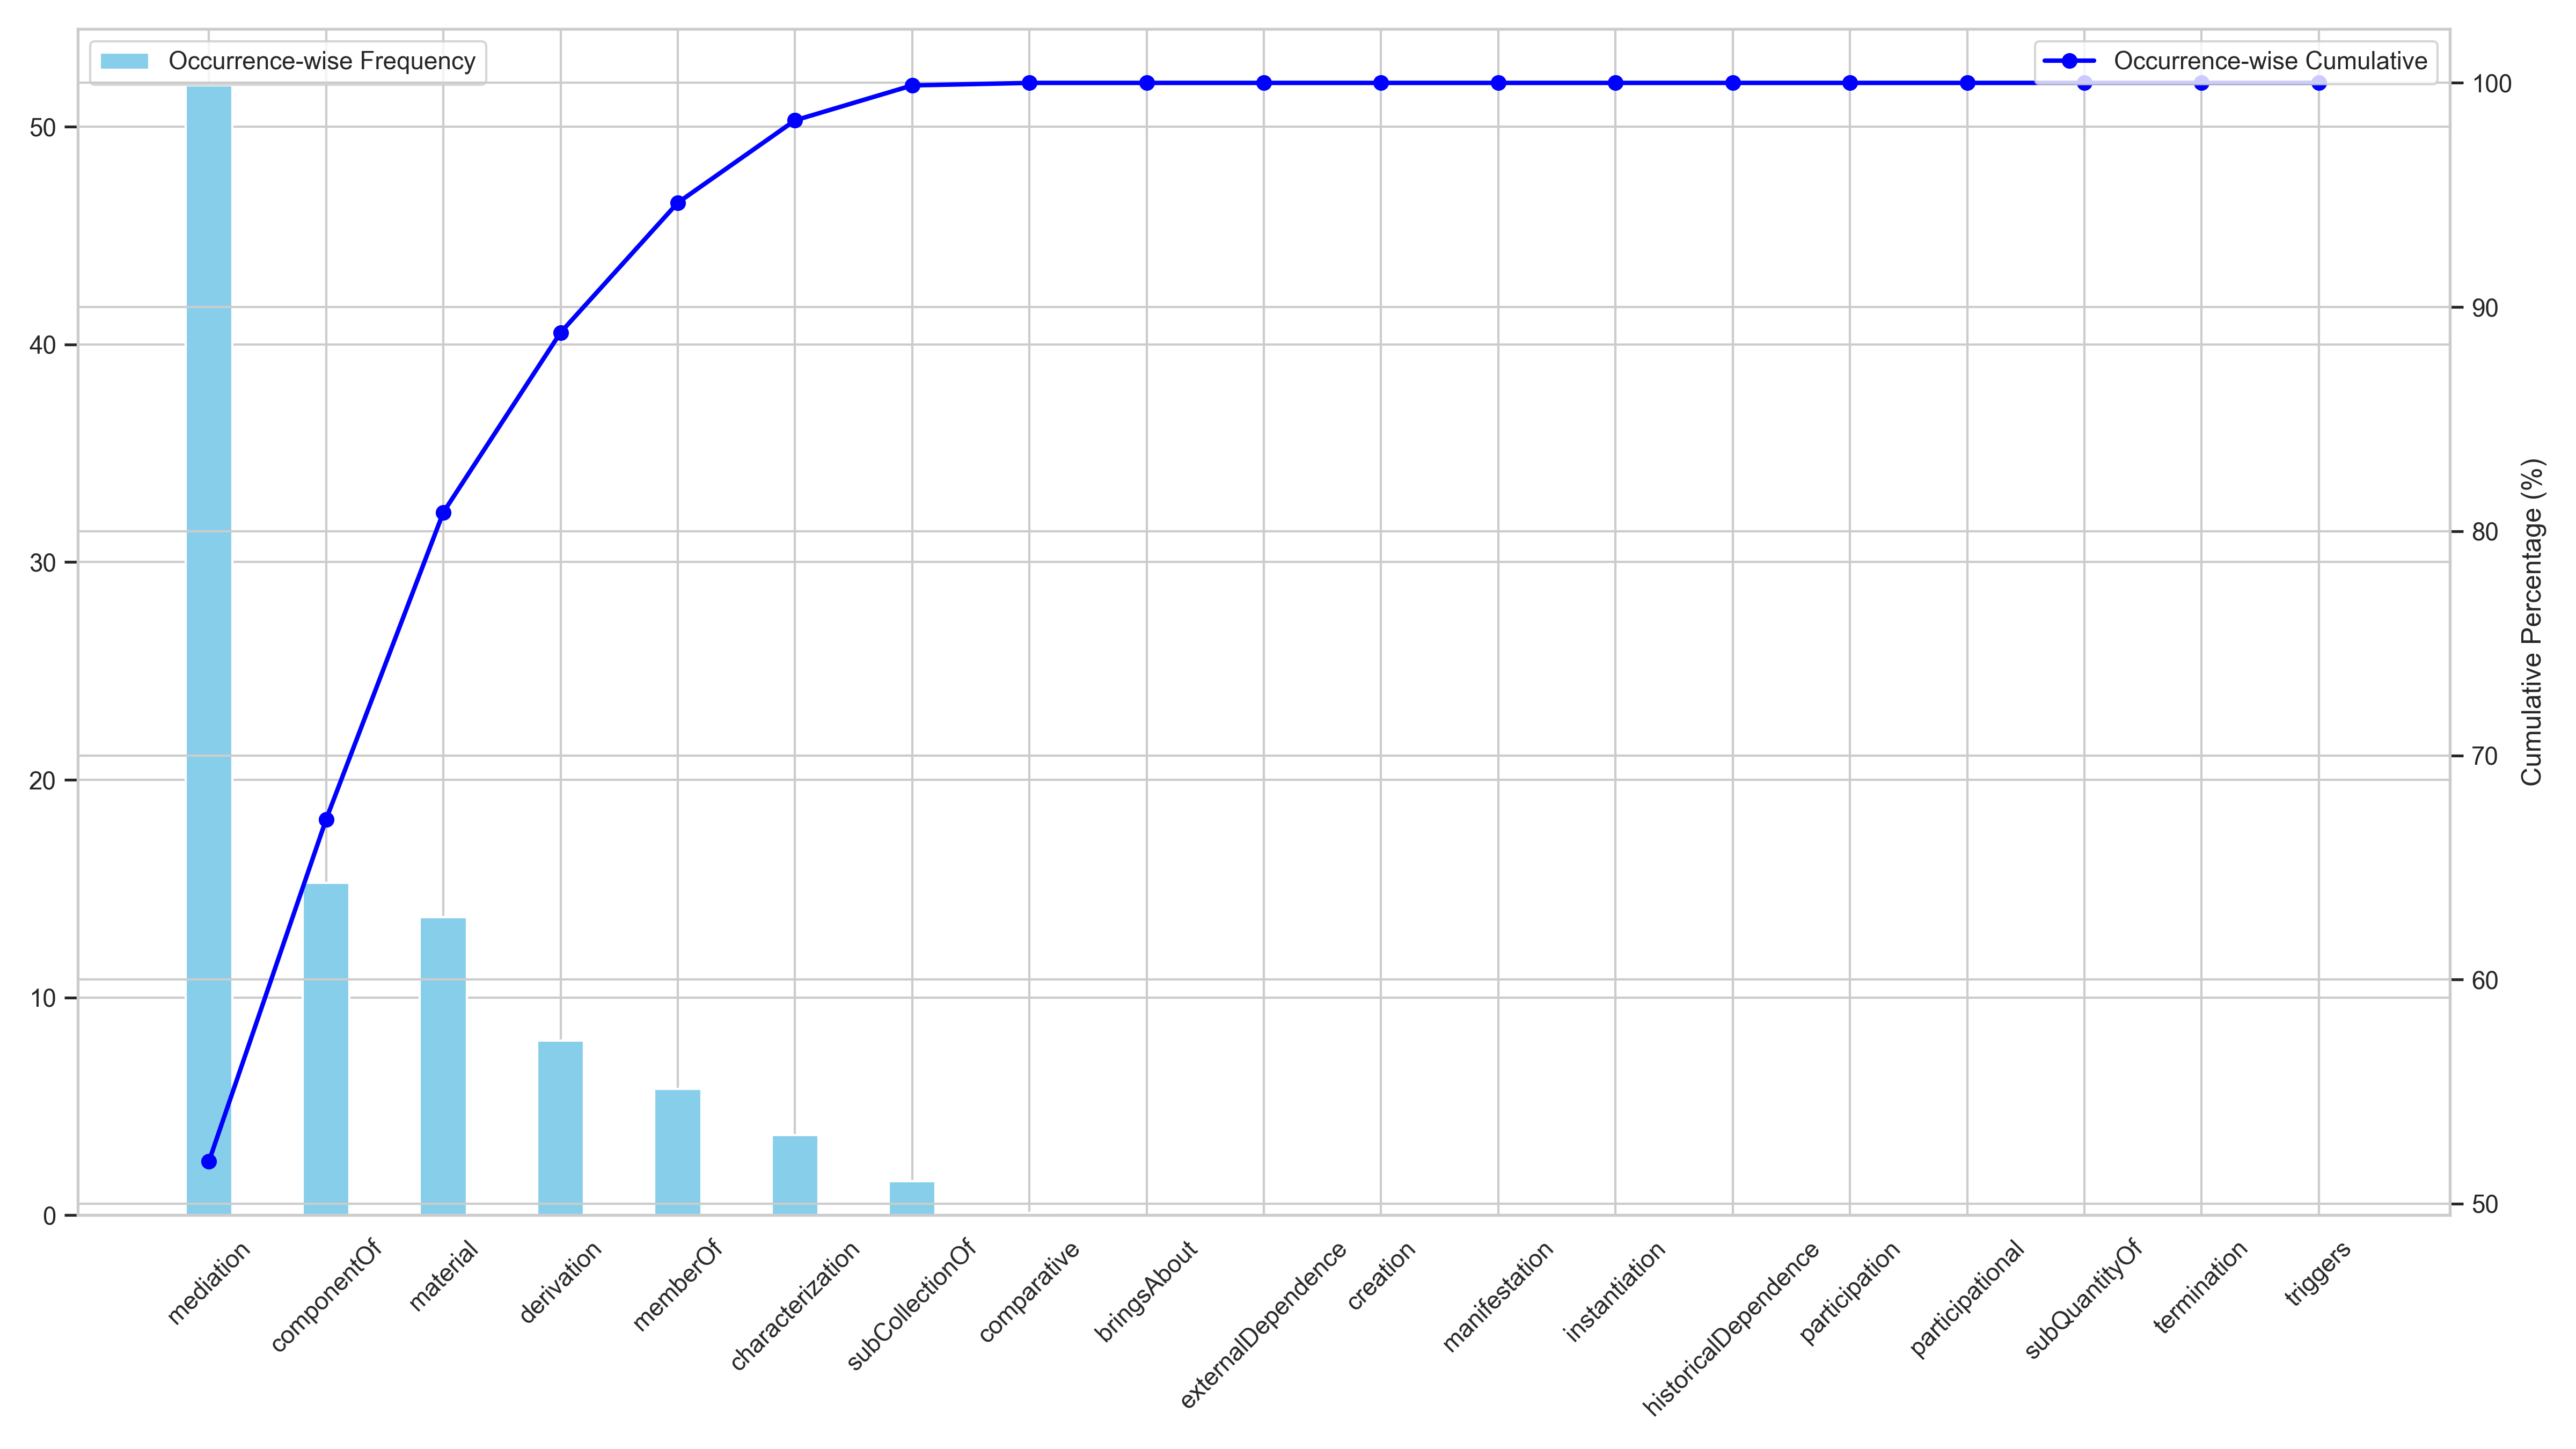 Occurrence-wise Frequency
Occurrence-wise Cumulative
50
40
30
20
10
0
100
90
80
70
60
50
Cumulative Percentage (%)
mediation
componentOf
material
derivation
memberOf
characterization
subCollectionOf
comparative
bringsAbout
externalDependence
creation
manifestation
instantiation
historicalDependence
participation
participational
subQuantityOf
termination
triggers